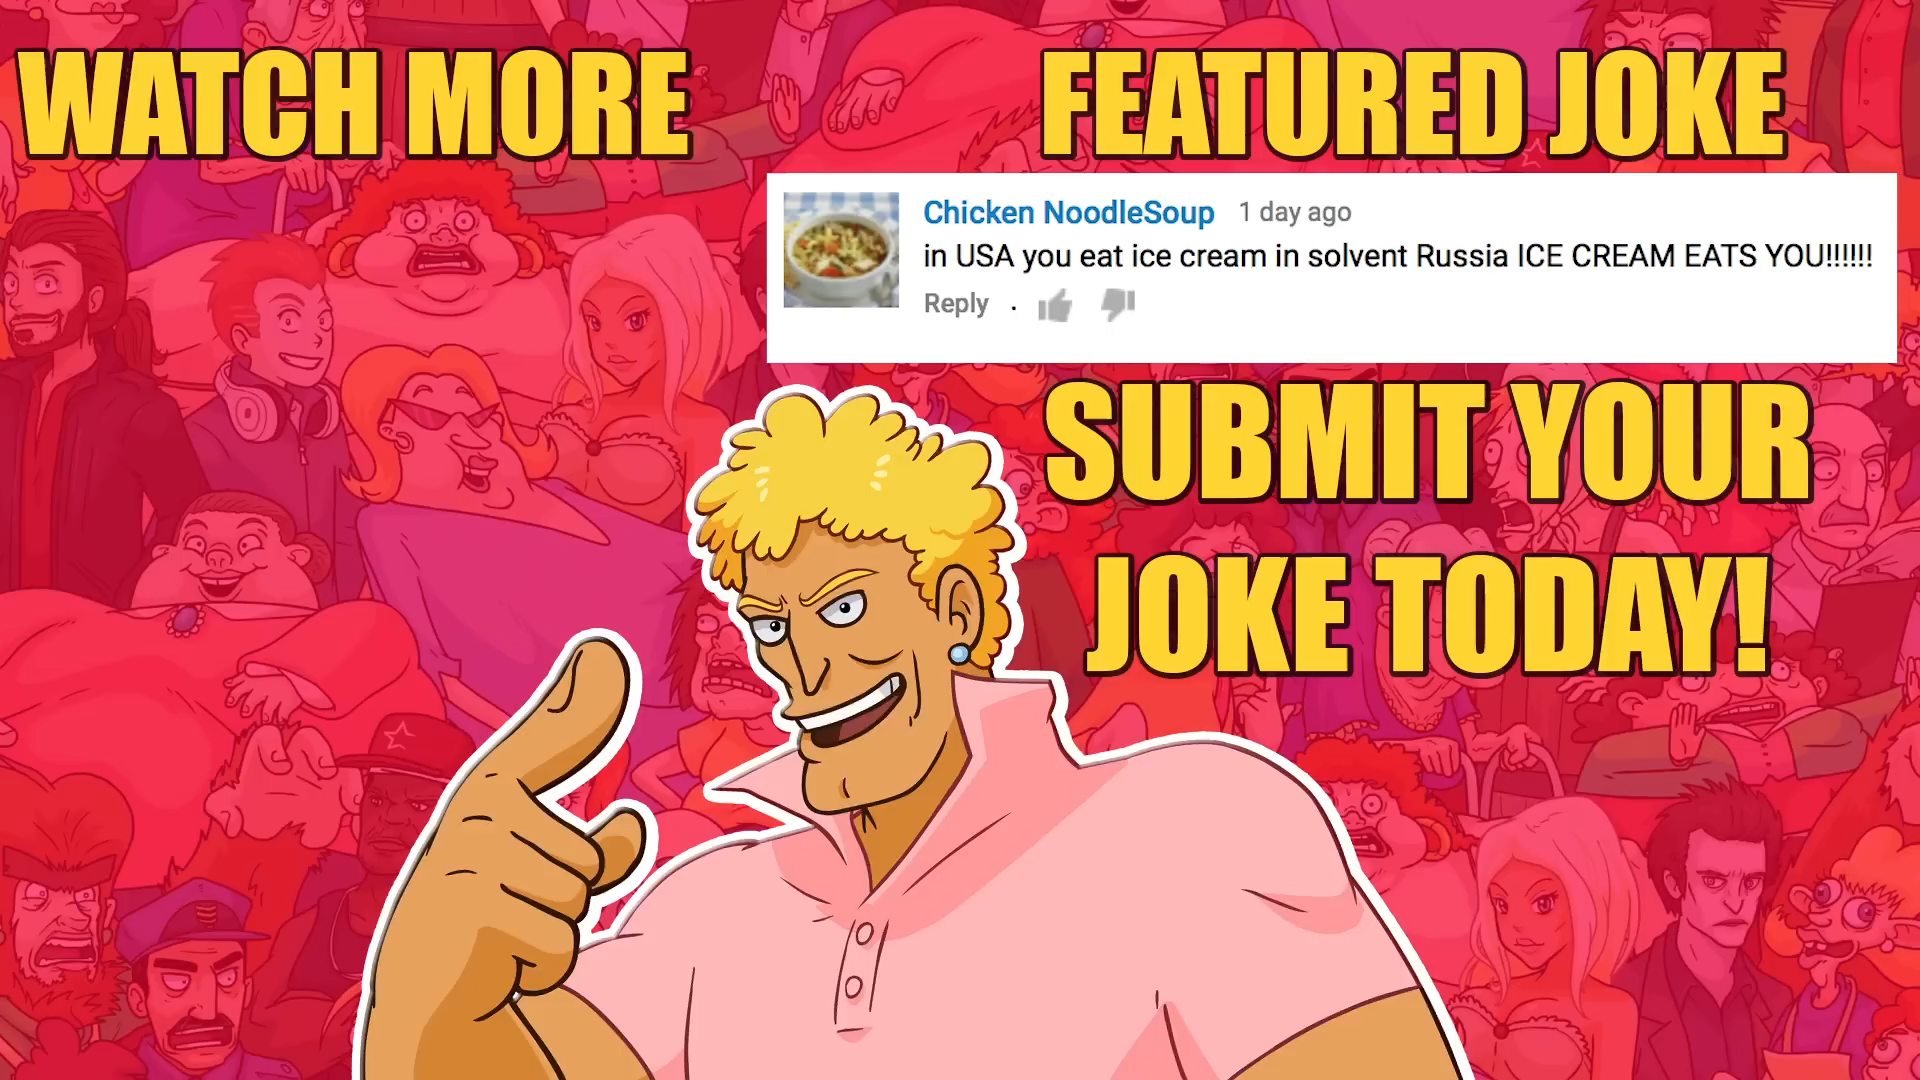 WATCH MORE
FEATURED JOKE
Chicken NoodleSoup 1 day ago
in USA you eat ice cream in solvent Russia ICE CREAM EATS YOU!!!!!!
Reply .
SUBMIT YOUR
JOKE TODAY!